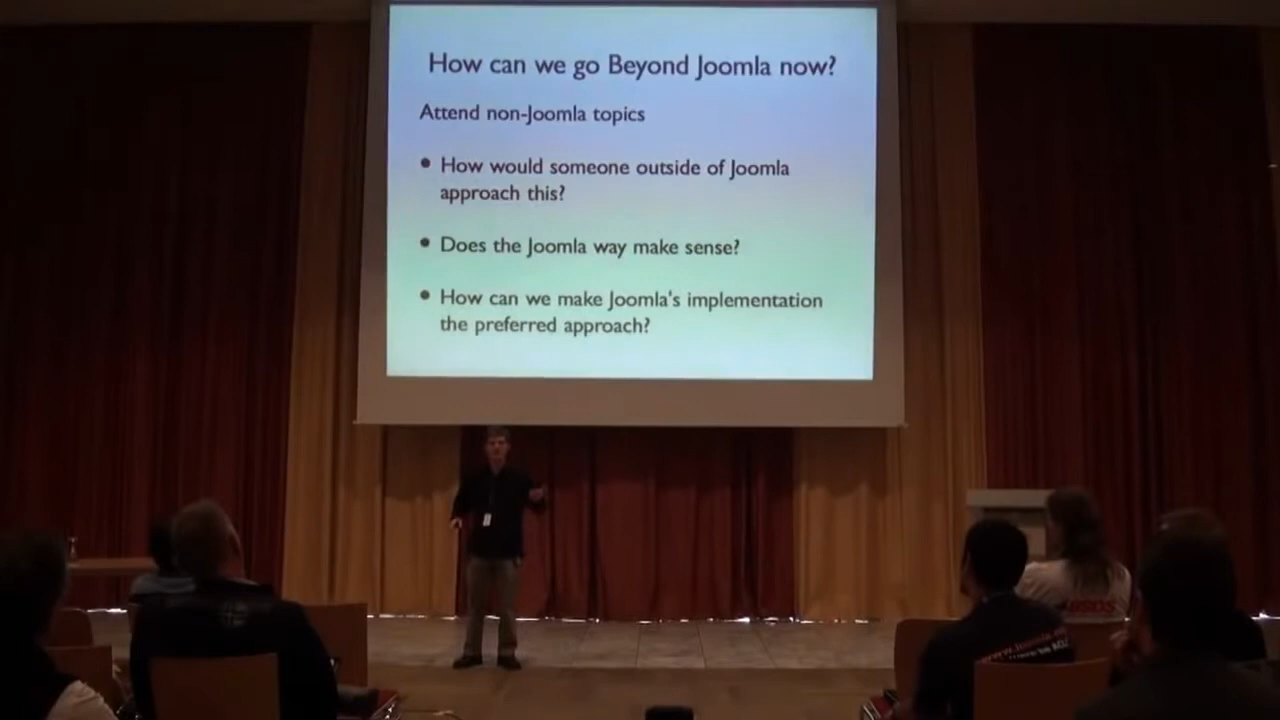 How can we go Beyond Joomla now?
Attend non-Joomla topics
• How would someone outside of Joomla
approach this?
• Does the Joomla way make sense?
• How can we make Joomla's implementation
the preferred approach?